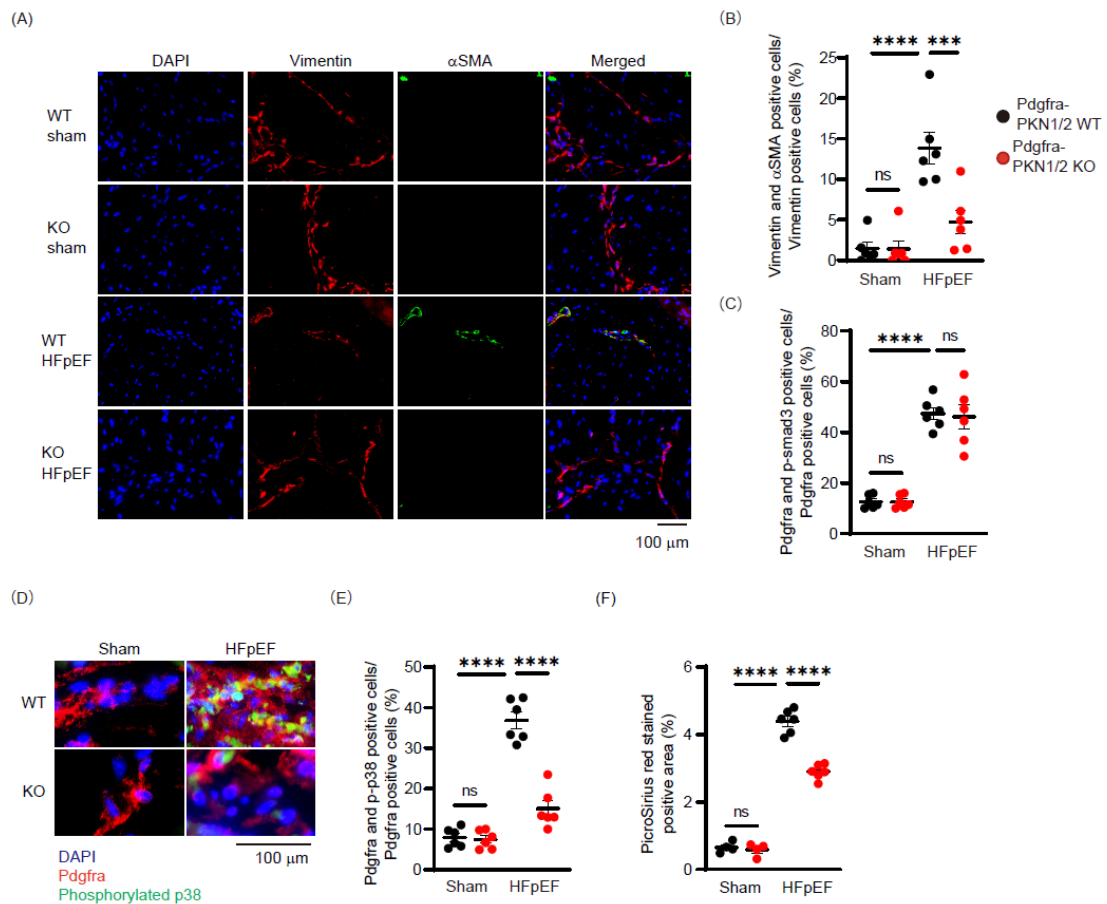 (A)
DAPI
Vimentin
αSMA
Merged
WT
sham
KO
sham
WT
HFpEF
KO
HFpEF
100 μm
(B)
Vimentin and αSMA positive cells/
Vimentin positive cells (%)
25
20
15
10
5
0
****
***
ns
Sham
HFpEF
Pdgfra-
PKN1/2 WT
Pdgfra-
PKN1/2 KO
(C)
Pdgfra and p-smad3 positive cells/
Pdgfra positive cells (%)
80
60
40
20
0
****
ns
ns
Sham
HFpEF
(D)
Sham
HFpEF
WT
KO
DAPI
Pdgfra
Phosphorylated p38
100 μm
(E)
Pdgfra and p-p38 positive cells/
Pdgfra positive cells (%)
50
40
30
20
10
0
****
****
ns
Sham
HFpEF
(F)
PicroSirius red stained
positive area (%)
6
4
2
0
****
****
ns
Sham
HFpEF